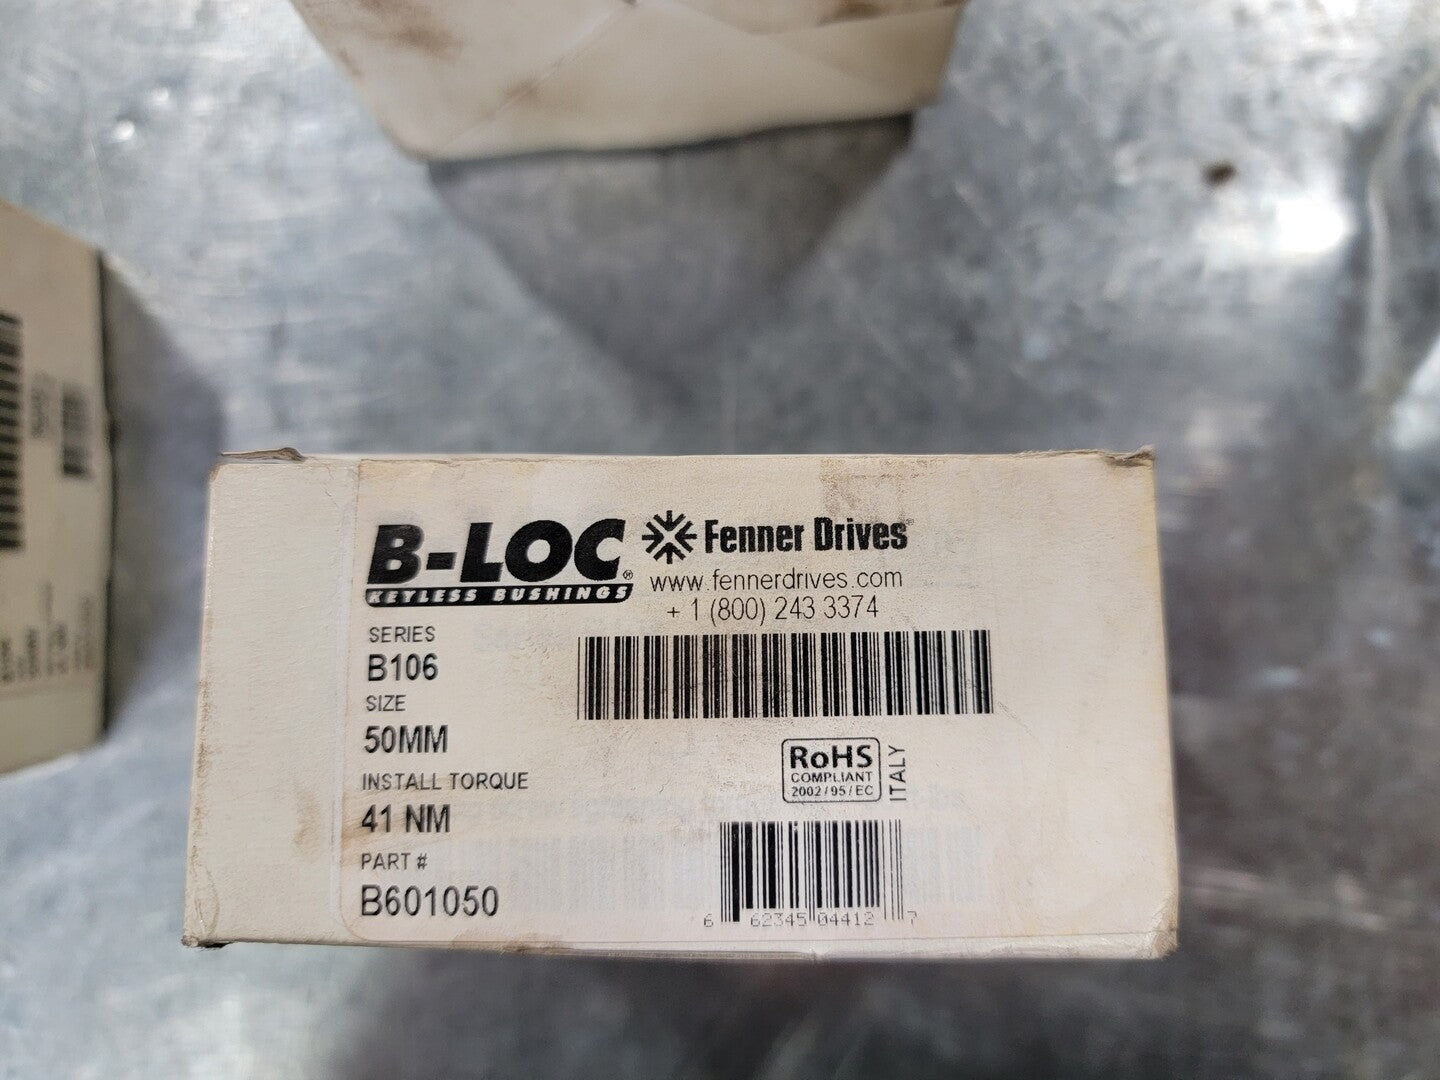 B-LOC®
KEYLESS BUSHINGS
Fenner Drives
www.fennerdrives.com
+ 1 (800) 243 3374
SERIES
B106
SIZE
50MM
INSTALL TORQUE
41 NM
PART #
B601050
RoHS
COMPLIANT
2002/95/EC
ITALY
6 62345 04412 7